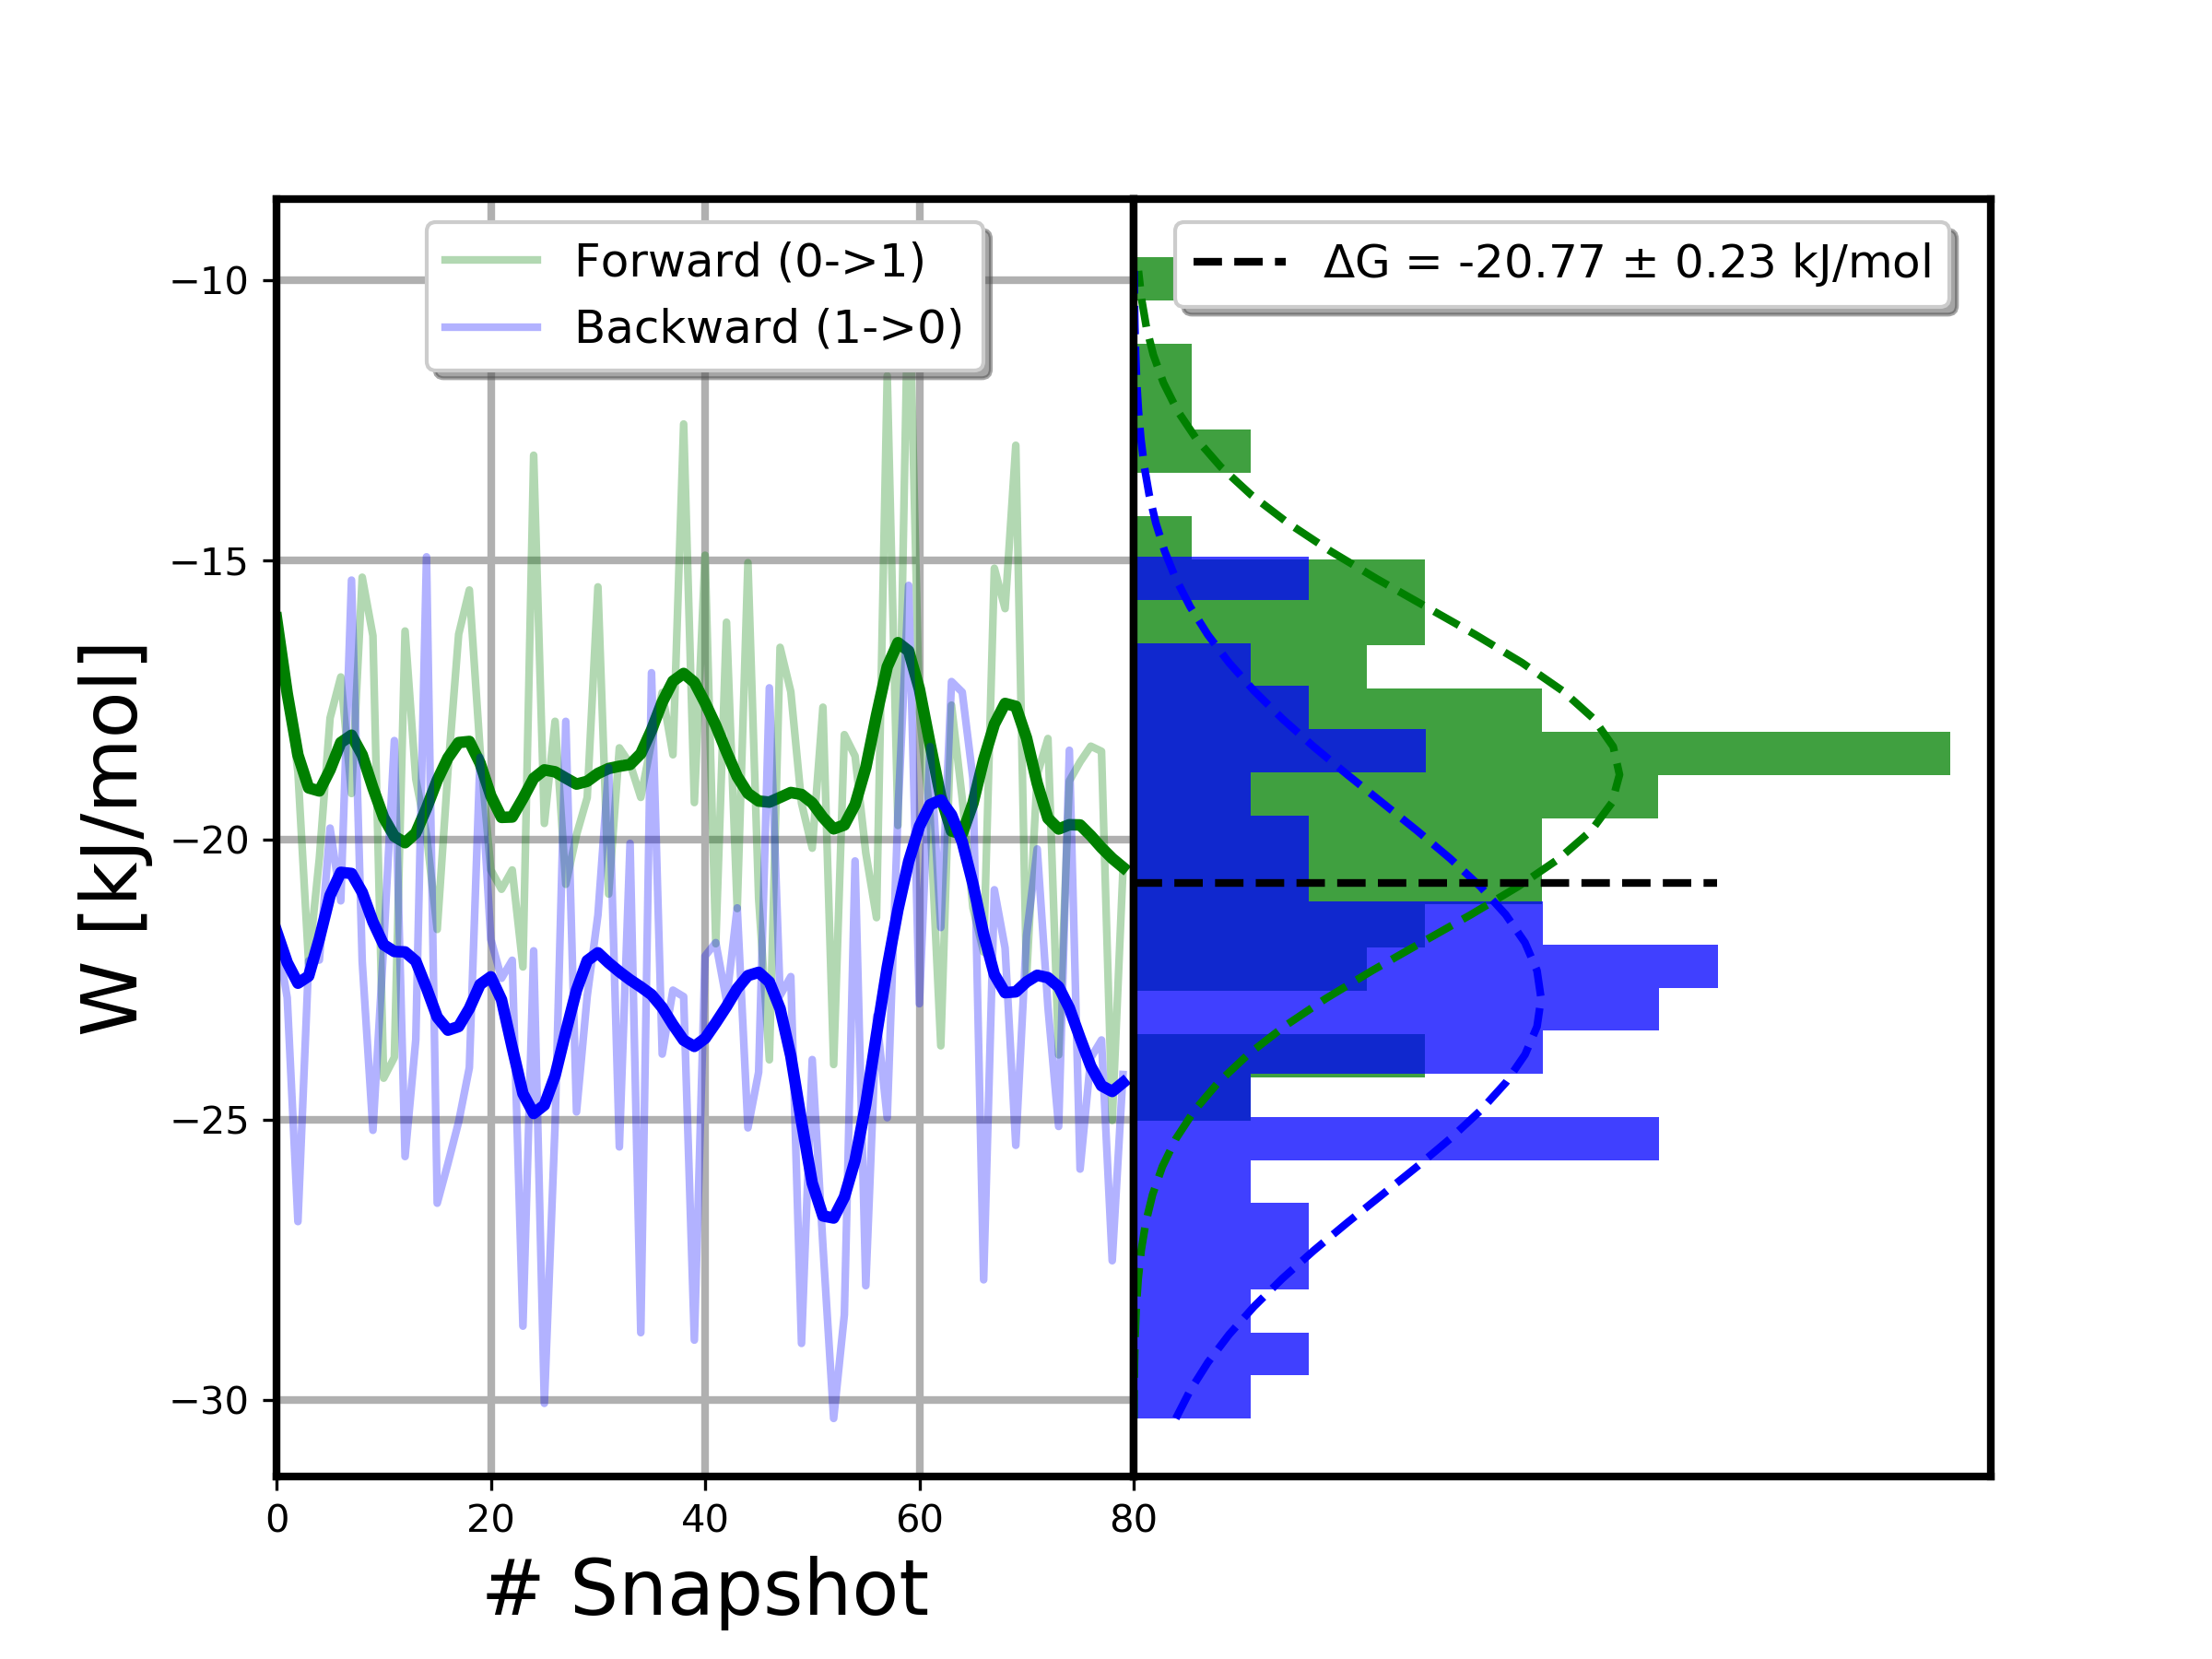 Forward (0->1)
Backward (1->0)
ΔG = -20.77 ± 0.23 kJ/mol
W [kJ/mol]
−10
−15
−20
−25
−30
0
20
40
60
80
# Snapshot